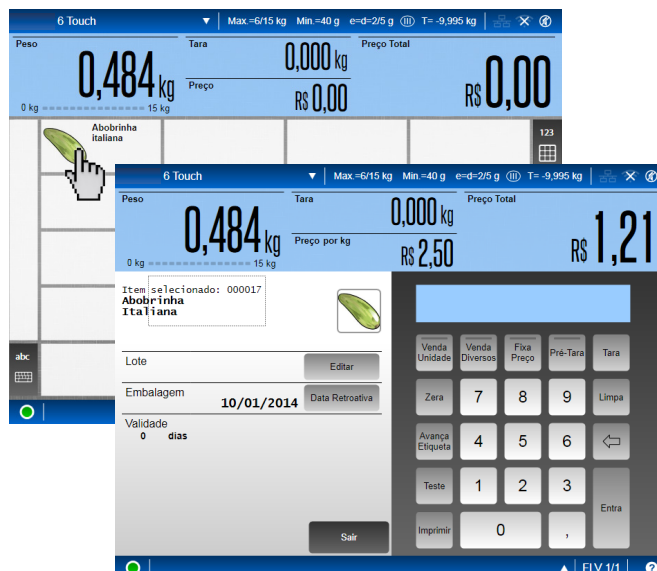 6 Touch ▼ Max.=6/15 kg Min.=40 g e=d=2/5 g (III) T= -9,995 kg
Peso Tara Preço Total
0,484 kg 0,000 kg R$ 0,00
Preço
R$ 0,00
0 kg 15 kg
Abobrinha
italiana
123
abc
6 Touch ▼ Max.=6/15 kg Min.=40 g e=d=2/5 g (III) T= -9,995 kg
Peso Tara Preço Total
0,484 kg 0,000 kg R$ 1,21
Preço por kg
R$ 2,50
0 kg 15 kg
Item selecionado: 000017
Abobrinha
Italiana
Lote Editar
Embalagem 10/01/2014 Data Retroativa
Validade
0 dias
Sair
Venda Unidade Venda Diversos Fixa Preço Pré-Tara Tara
Zera 7 8 9 Limpa
Avança Etiqueta 4 5 6
Teste 1 2 3 Entra
Imprimir 0 ,
▲ ELV 1/1 ?